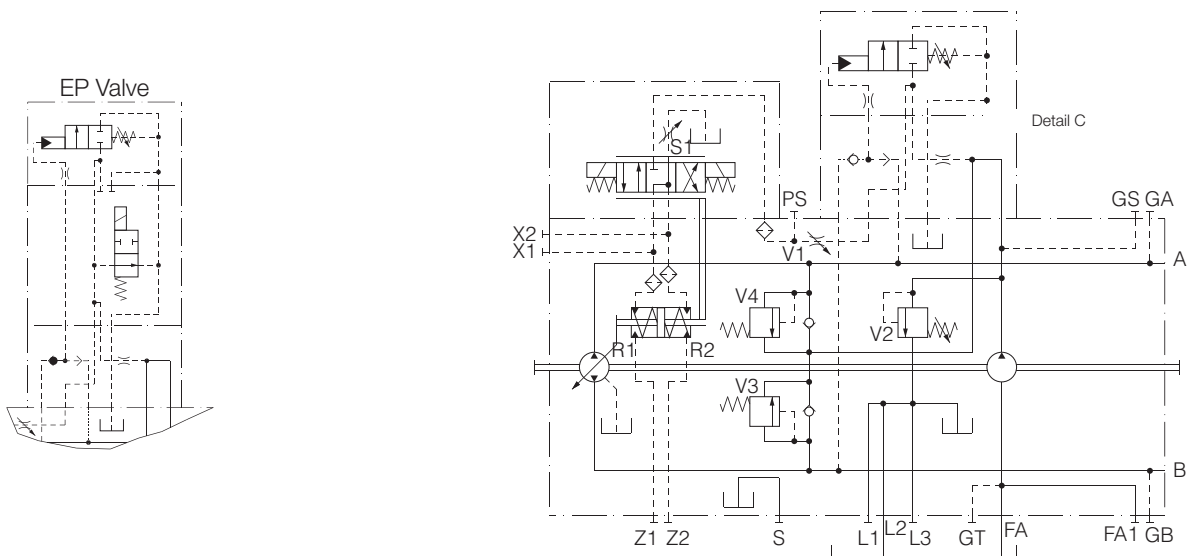 EP Valve
Detail C
S1
PS
GS GA
X2
X1
V1
A
V4
V2
R1
R2
V3
B
Z1 Z2
S
L1
L2
L3
GT
FA
FA1
GB